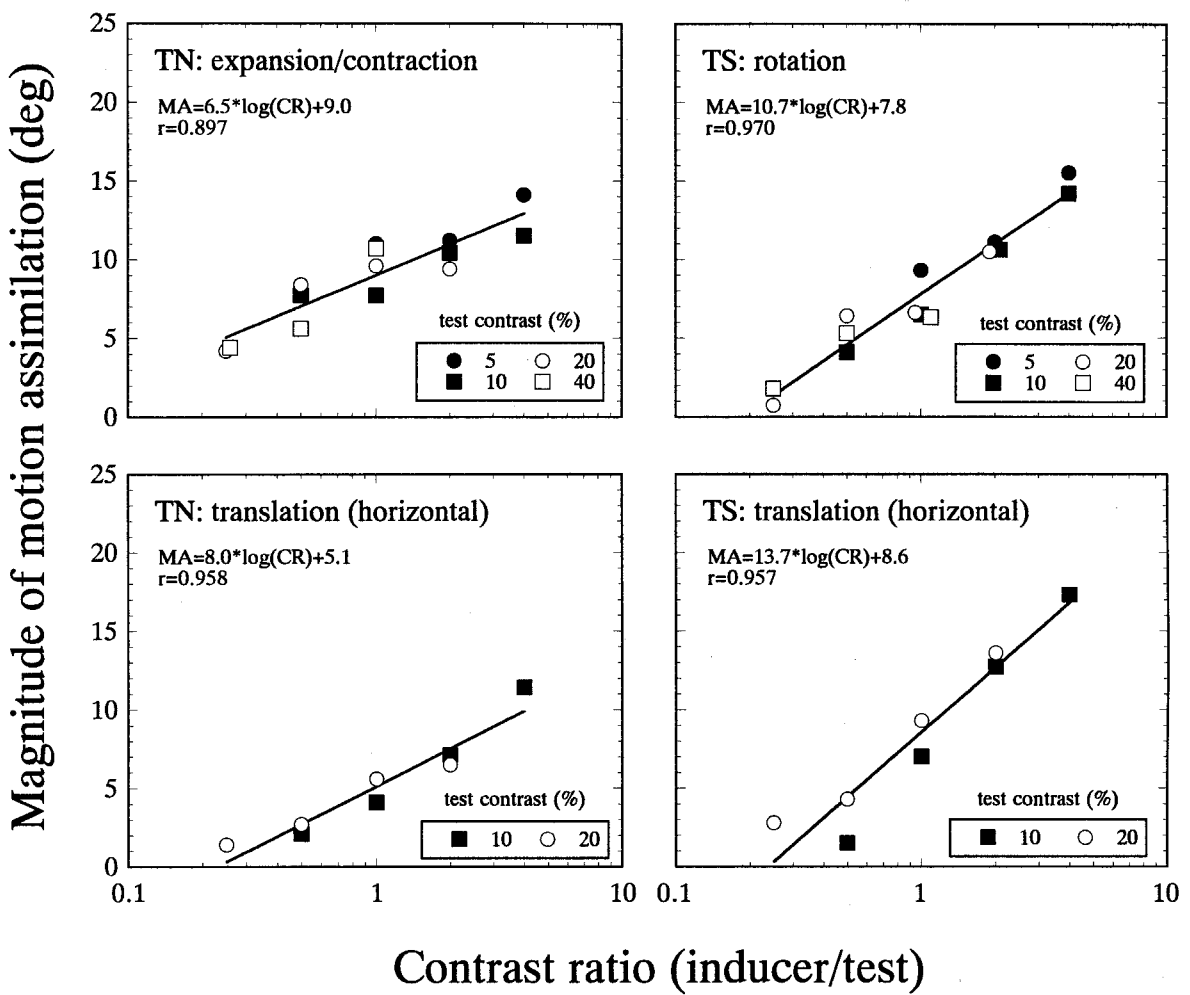 Magnitude of motion assimilation (deg)
25
20
15
10
5
0
TN: expansion/contraction
MA=6.5*log(CR)+9.0
r=0.897
test contrast (%)
5 20
10 40
TS: rotation
MA=10.7*log(CR)+7.8
r=0.970
test contrast (%)
5 20
10 40
25
20
15
10
5
0
TN: translation (horizontal)
MA=8.0*log(CR)+5.1
r=0.958
test contrast (%)
10 20
0.1 1 10
TS: translation (horizontal)
MA=13.7*log(CR)+8.6
r=0.957
test contrast (%)
10 20
0.1 1 10
Contrast ratio (inducer/test)